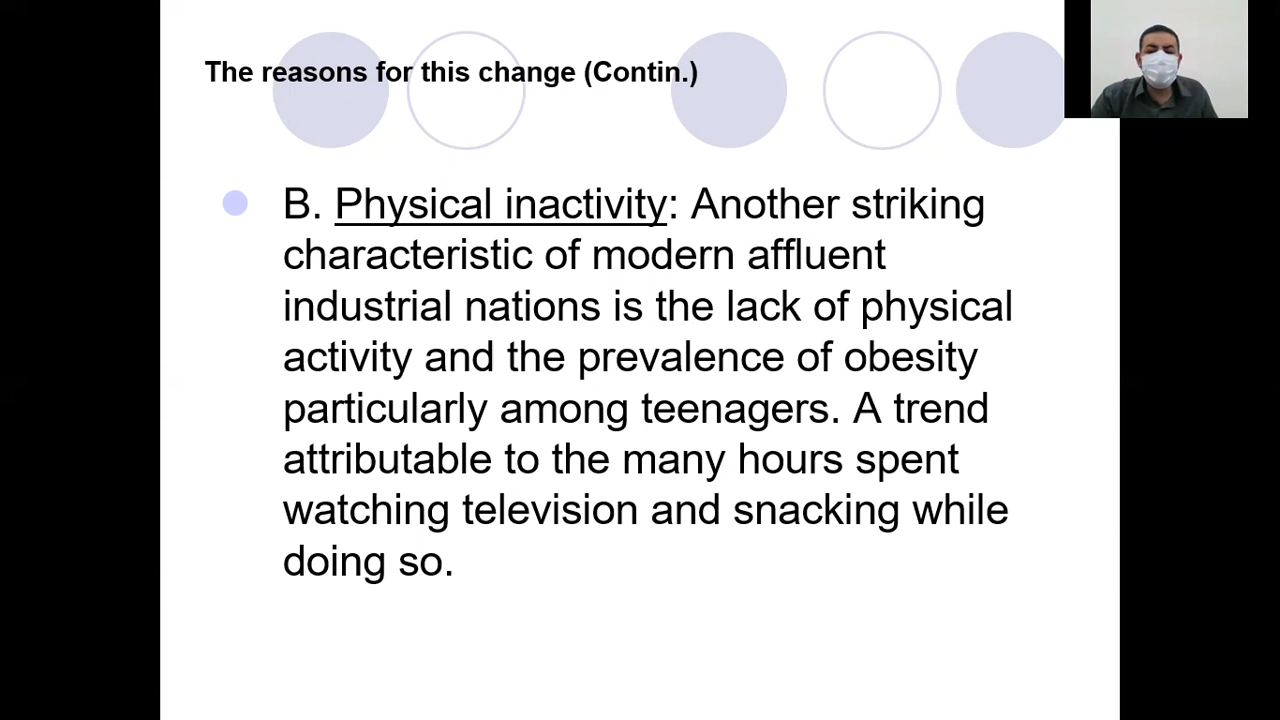 The reasons for this change (Contin.)
B. Physical inactivity: Another striking
characteristic of modern affluent
industrial nations is the lack of physical
activity and the prevalence of obesity
particularly among teenagers. A trend
attributable to the many hours spent
watching television and snacking while
doing so.